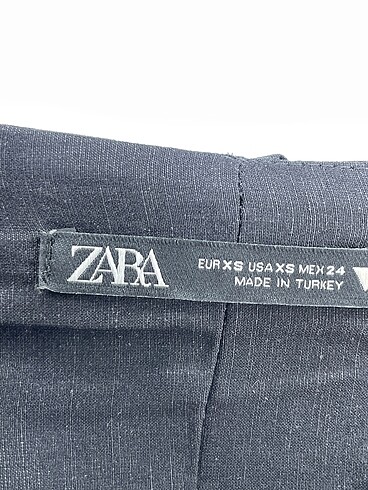 ZARA
EUR XS USA XS MEX 24
MADE IN TURKEY